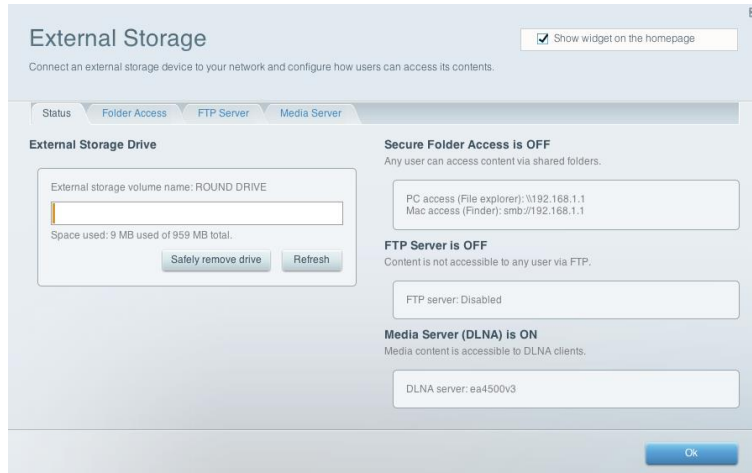 External Storage
Show widget on the homepage
Connect an external storage device to your network and configure how users can access its contents.
Status
Folder Access
FTP Server
Media Server
External Storage Drive
External storage volume name: ROUND DRIVE
Space used: 9 MB used of 959 MB total.
Safely remove drive
Refresh
Secure Folder Access is OFF
Any user can access content via shared folders.
PC access (File explorer): \\192.168.1.1
Mac access (Finder): smb://192.168.1.1
FTP Server is OFF
Content is not accessible to any user via FTP.
FTP server: Disabled
Media Server (DLNA) is ON
Media content is accessible to DLNA clients.
DLNA server: ea4500v3
Ok